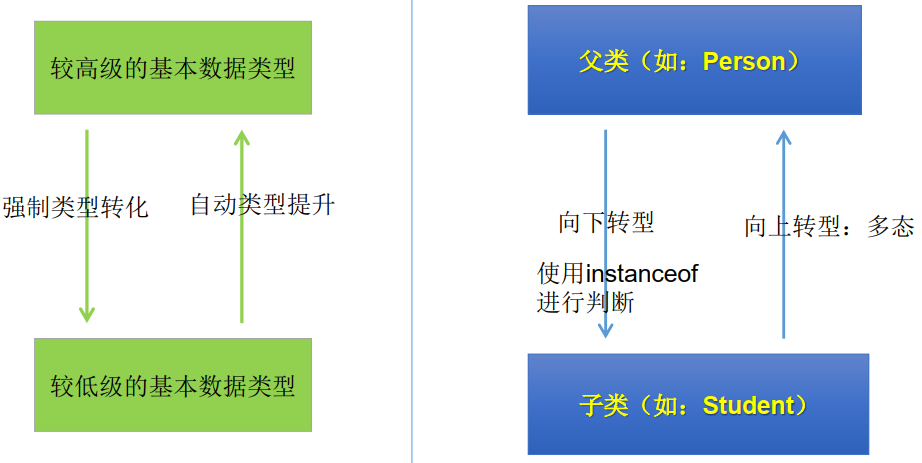 较高级的基本数据类型
强制类型转化
自动类型提升
较低级的基本数据类型
父类（如：Person）
向下转型
使用instanceof
进行判断
向上转型：多态
子类（如：Student）